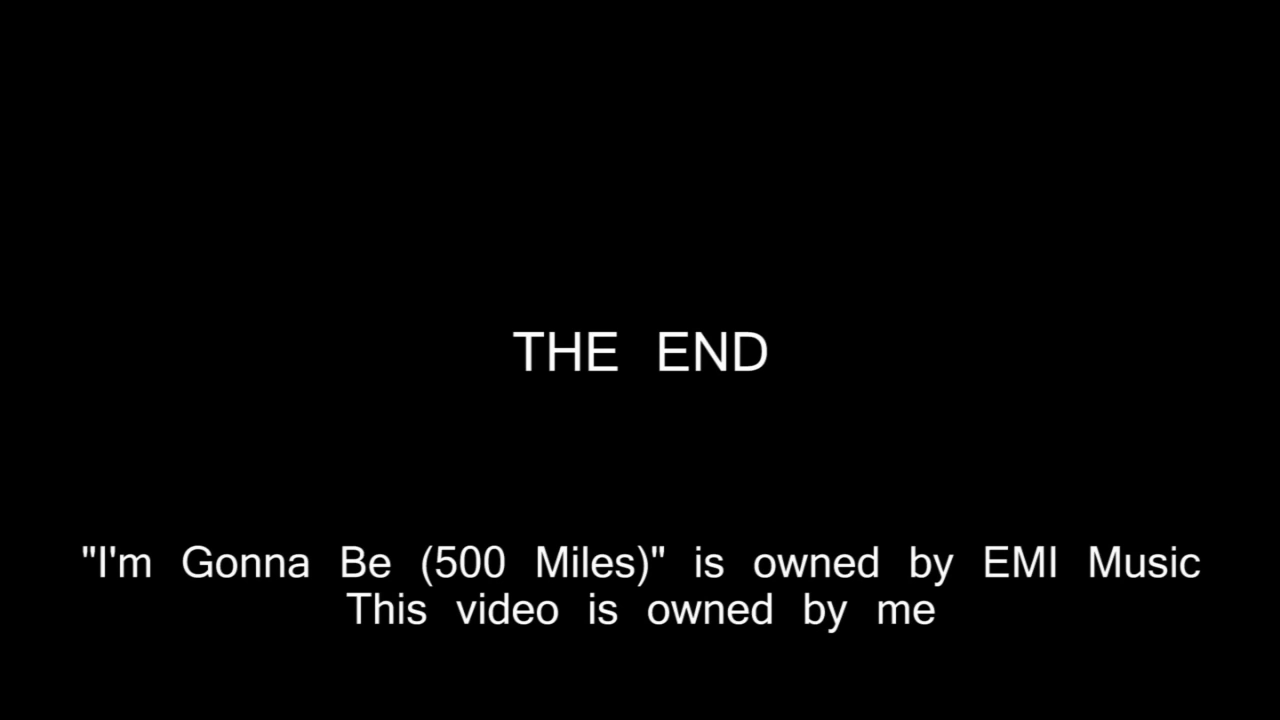 THE END
"I'm Gonna Be (500 Miles)" is owned by EMI Music
This video is owned by me